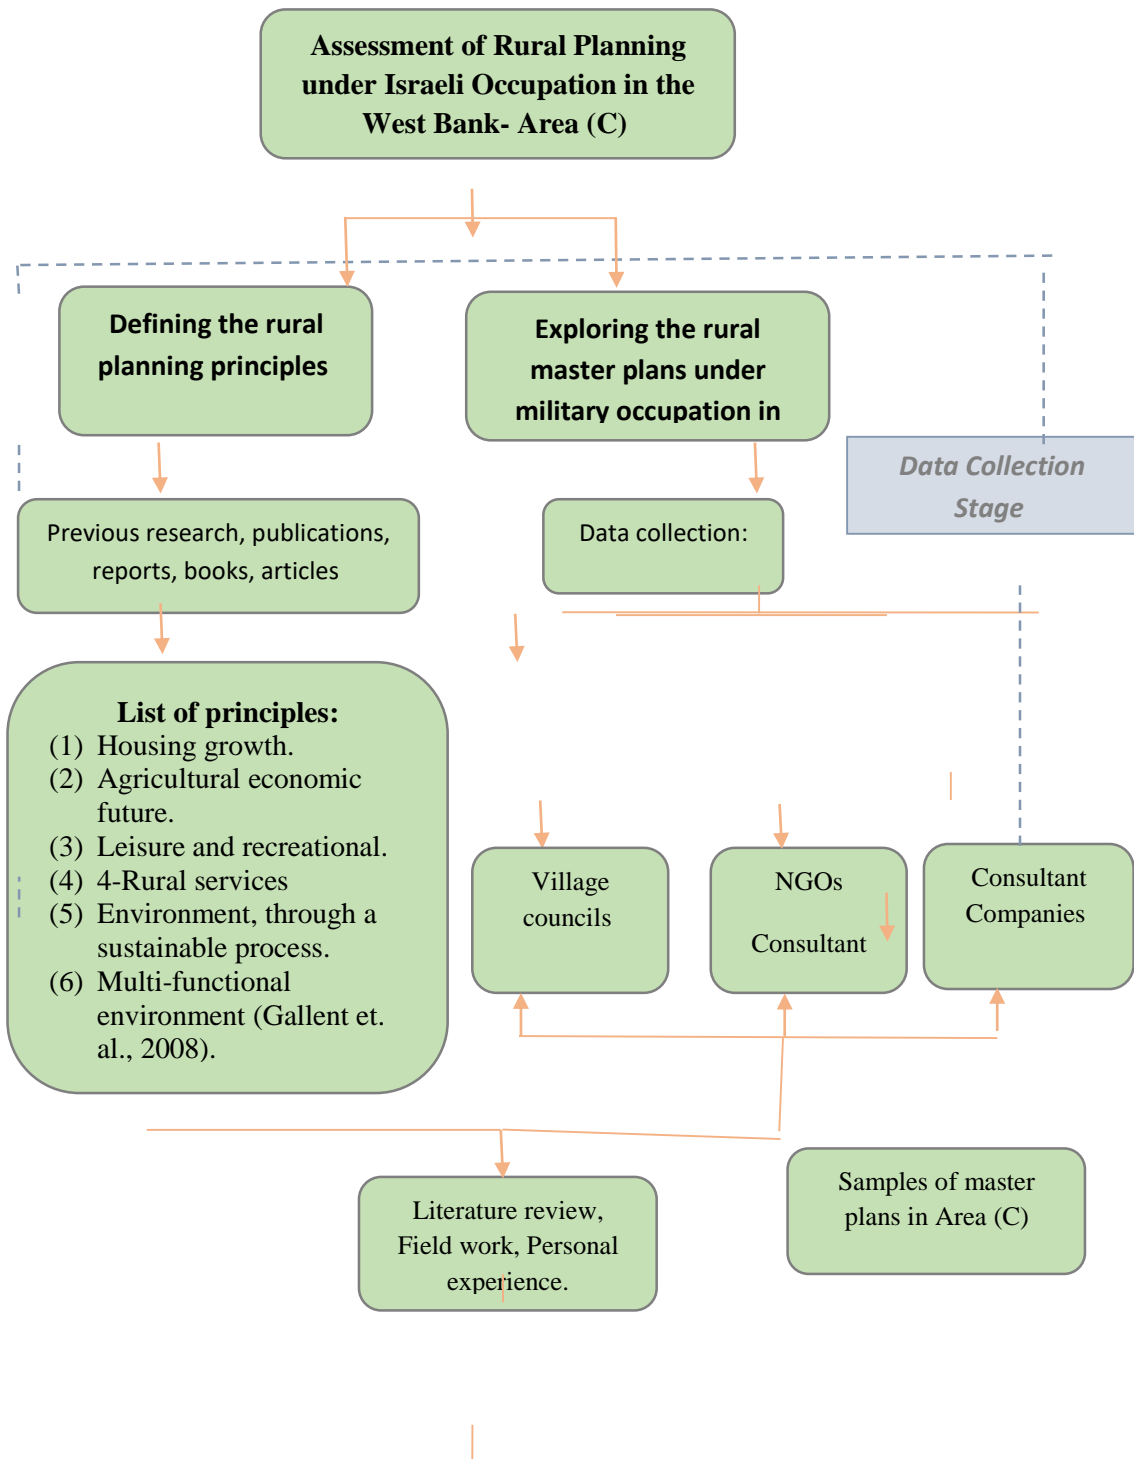 Assessment of Rural Planning
under Israeli Occupation in the
West Bank- Area (C)
Defining the rural
planning principles
Exploring the rural
master plans under
military occupation in
Data Collection
Stage
Previous research, publications,
reports, books, articles
Data collection:
List of principles:
(1) Housing growth.
(2) Agricultural economic
future.
(3) Leisure and recreational.
(4) 4-Rural services
(5) Environment, through a
sustainable process.
(6) Multi-functional
environment (Gallent et.
al., 2008).
Village
councils
NGOs
Consultant
Consultant
Companies
Literature review,
Field work, Personal
experience.
Samples of master
plans in Area (C)